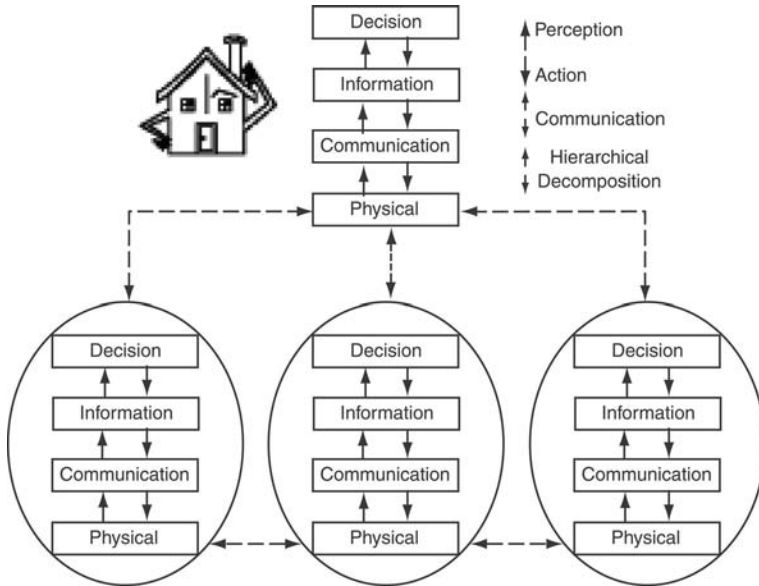 Decision
Information
Communication
Physical
Perception
Action
Communication
Hierarchical
Decomposition
Decision
Information
Communication
Physical
Decision
Information
Communication
Physical
Decision
Information
Communication
Physical